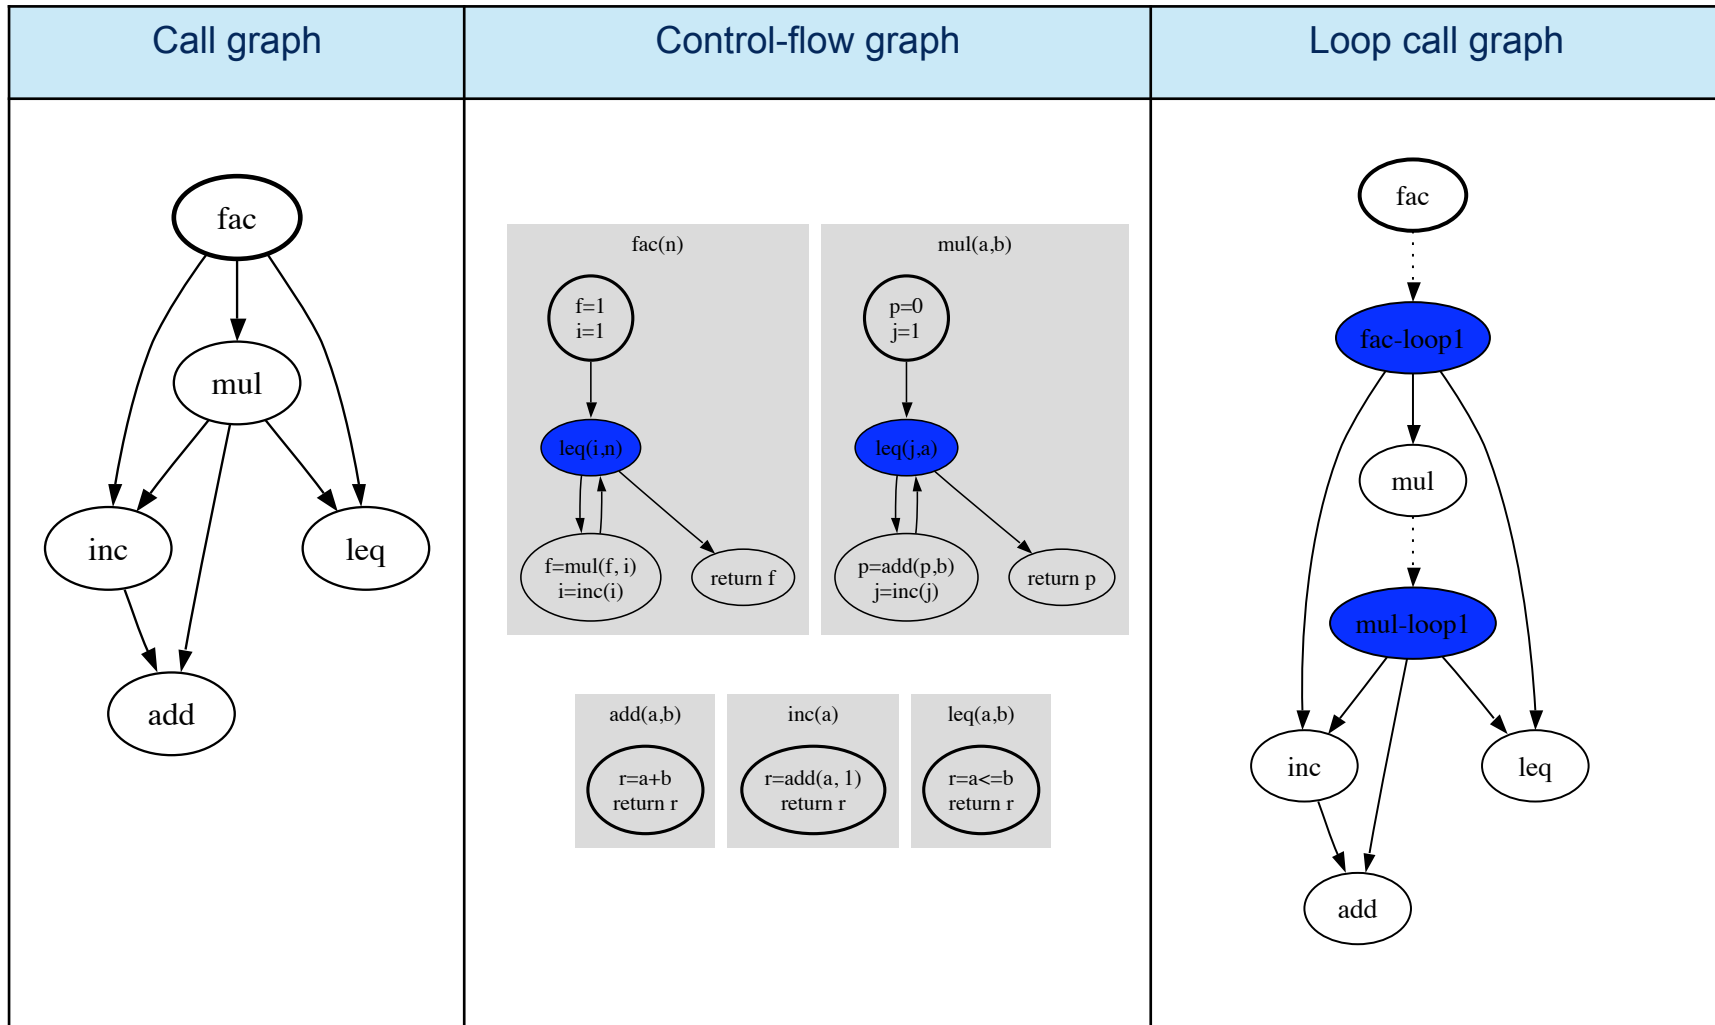 Call graph
Control-flow graph
Loop call graph
fac
mul
inc
leq
add
fac(n)
f=1
i=1
leq(i,n)
f=mul(f, i)
i=inc(i)
return f
mul(a,b)
p=0
j=1
leq(j,a)
p=add(p,b)
j=inc(j)
return p
add(a,b)
r=a+b
return r
inc(a)
r=add(a, 1)
return r
leq(a,b)
r=a<=b
return r
fac
fac-loop1
mul
mul-loop1
inc
leq
add